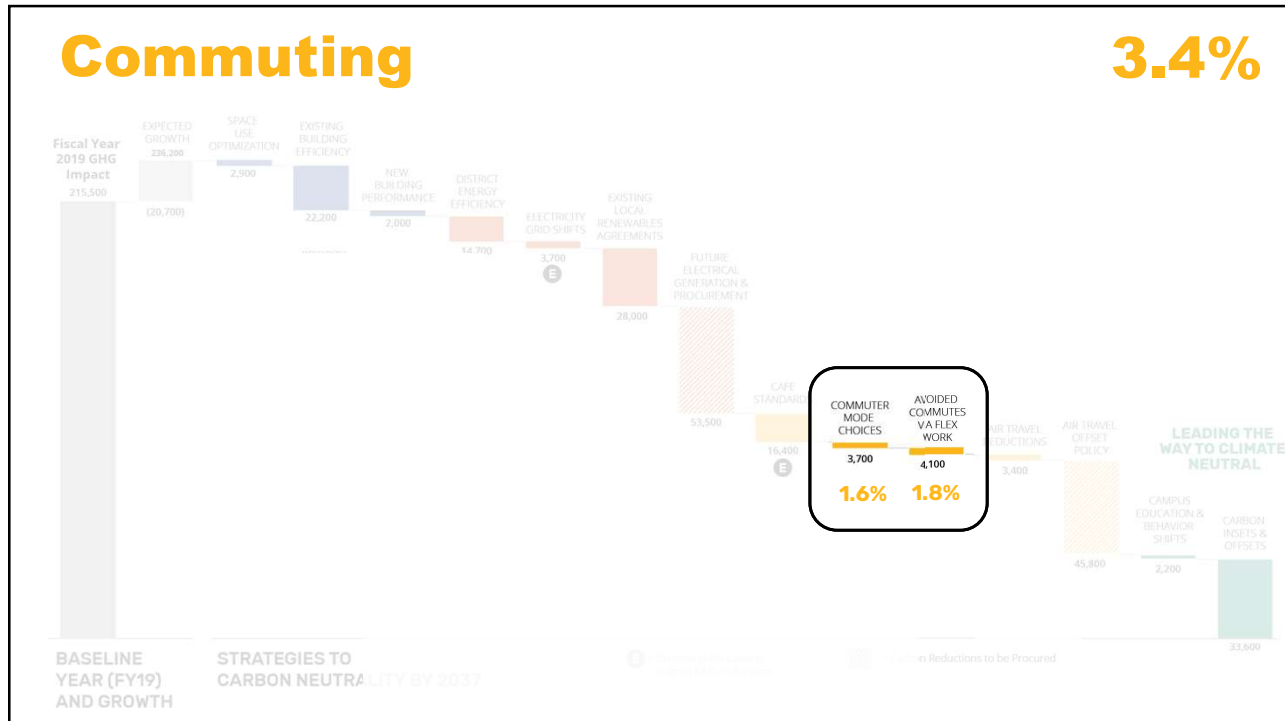 Commuting
3.4%
Fiscal Year
2019 GHG
Impact
215,500
EXPECTED
GROWTH
236,200
(20,700)
SPACE
USE
OPTIMIZATION
2,900
EXISTING
BUILDING
EFFICIENCY
22,200
NEW
BUILDING
PERFORMANCE
2,000
DISTRICT
ENERGY
EFFICIENCY
14,700
ELECTRICITY
GRID SHIFTS
3,700
E
EXISTING
LOCAL
RENEWABLES
AGREEMENTS
28,000
FUTURE
ELECTRICAL
GENERATION &
PROCUREMENT
53,500
CAFE
STANDARDS
16,400
E
COMMUTER
MODE
CHOICES
3,700
1.6%
AVOIDED
COMMUTES
VIA FLEX
WORK
4,100
1.8%
AIR TRAVEL
REDUCTIONS
3,400
AIR TRAVEL
OFFSET
POLICY
45,800
LEADING THE
WAY TO CLIMATE
NEUTRAL
CAMPUS
EDUCATION &
BEHAVIOR
SHIFTS
2,200
CARBON
INSETS &
OFFSETS
33,600
BASELINE
YEAR (FY19)
AND GROWTH
STRATEGIES TO
CARBON NEUTRALITY BY 2037
E
Reductions to be Procured